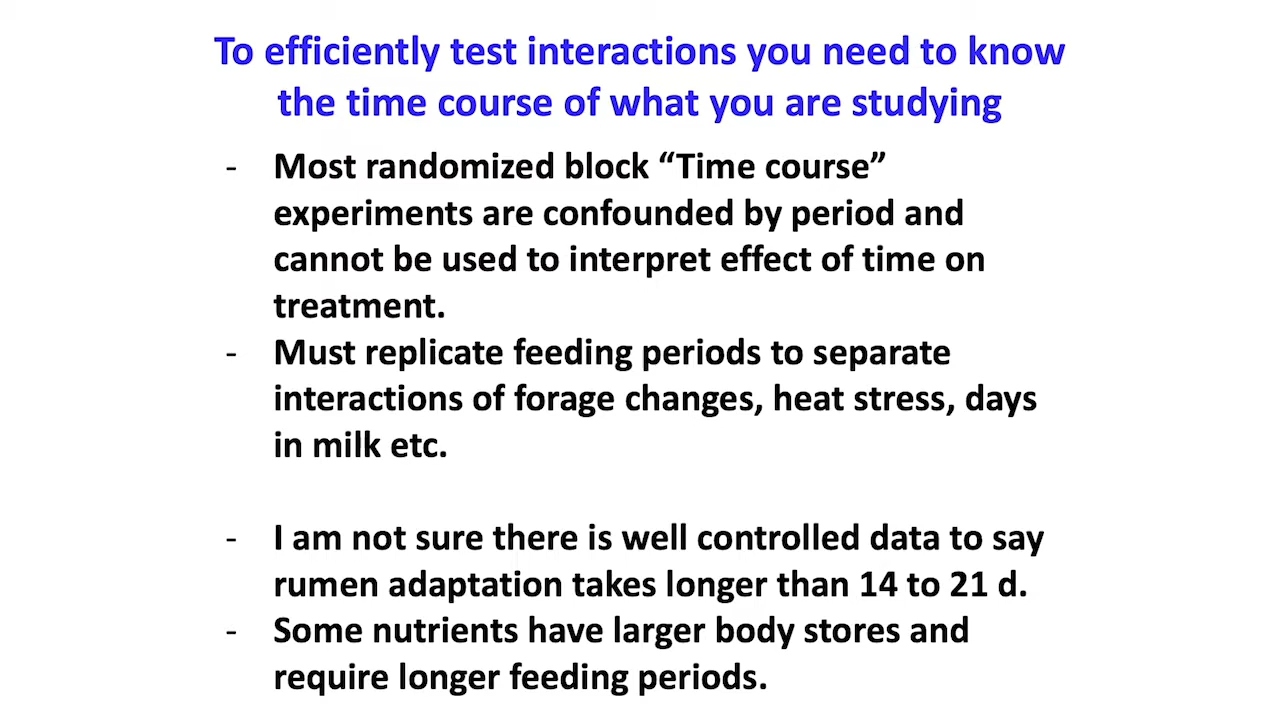 To efficiently test interactions you need to know
the time course of what you are studying
- Most randomized block “Time course”
experiments are confounded by period and
cannot be used to interpret effect of time on
treatment.
- Must replicate feeding periods to separate
interactions of forage changes, heat stress, days
in milk etc.
- I am not sure there is well controlled data to say
rumen adaptation takes longer than 14 to 21 d.
- Some nutrients have larger body stores and
require longer feeding periods.